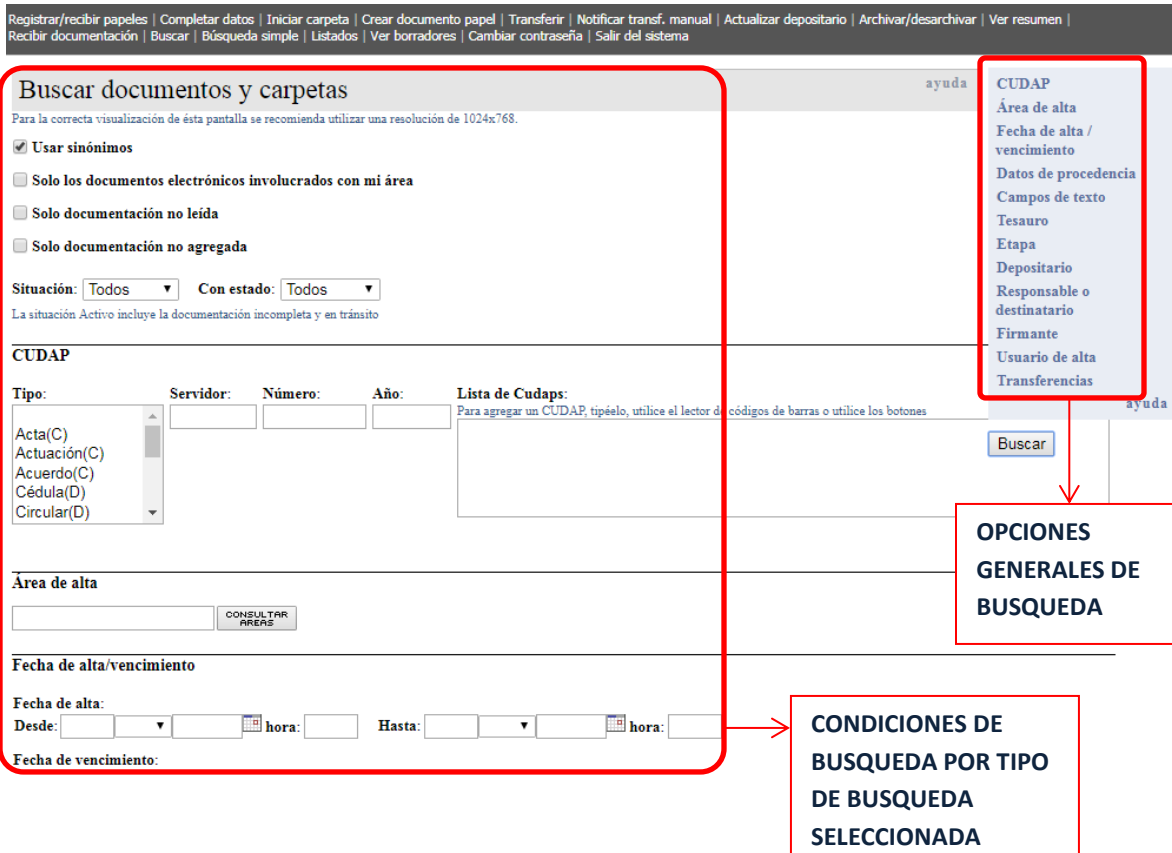 Registrar/recibir papeles | Completar datos | Iniciar carpeta | Crear documento papel | Transferir | Notificar transf. manual | Actualizar depositario | Archivar/desarchivar | Ver resumen |
Recibir documentación | Buscar | Búsqueda simple | Listados | Ver borradores | Cambiar contraseña | Salir del sistema
Buscar documentos y carpetas
ayuda
Para la correcta visualización de ésta pantalla se recomienda utilizar una resolución de 1024x768.
Usar sinónimos
Solo los documentos electrónicos involucrados con mi área
Solo documentación no leída
Solo documentación no agregada
Situación: Todos Con estado: Todos
La situación Activo incluye la documentación incompleta y en tránsito
CUDAP
Tipo: Servidor: Número: Año: Lista de Cudaps:
Para agregar un CUDAP, tipéelo, utilice el lector de códigos de barras o utilice los botones
Acta(C)
Actuación(C)
Acuerdo(C)
Cédula(D)
Circular(D)
Área de alta
CONSULTAR
AREAS
Fecha de alta/vencimiento
Fecha de alta:
Desde: hora: Hasta: hora:
Fecha de vencimiento:
CUDAP
Área de alta
Fecha de alta /
vencimiento
Datos de procedencia
Campos de texto
Tesauro
Etapa
Depositario
Responsable o
destinatario
Firmante
Usuario de alta
Transferencias
ayuda
Buscar
OPCIONES
GENERALES DE
BUSQUEDA
CONDICIONES DE
BUSQUEDA POR TIPO
DE BUSQUEDA
SELECCIONADA